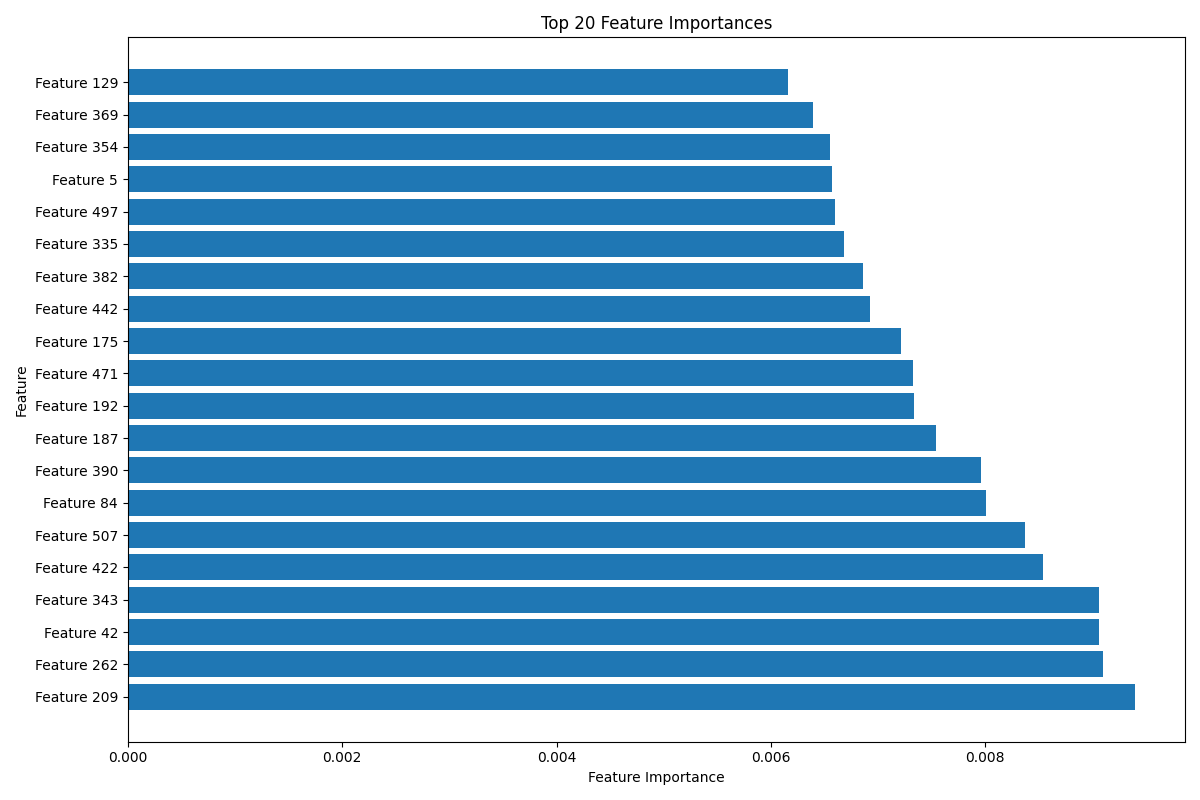 Top 20 Feature Importances
Feature
Feature 129
Feature 369
Feature 354
Feature 5
Feature 497
Feature 335
Feature 382
Feature 442
Feature 175
Feature 471
Feature 192
Feature 187
Feature 390
Feature 84
Feature 507
Feature 422
Feature 343
Feature 42
Feature 262
Feature 209
0.000 0.002 0.004 0.006 0.008
Feature Importance